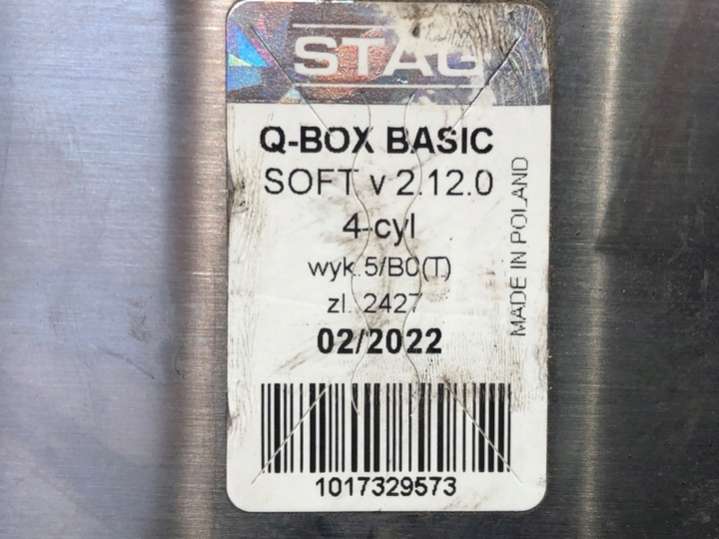 STAG
Q-BOX BASIC
SOFT v 2.12.0
4-cyl
wyk.5/B0(T)
zl. 2427
02/2022
MADE IN POLAND
1017329573